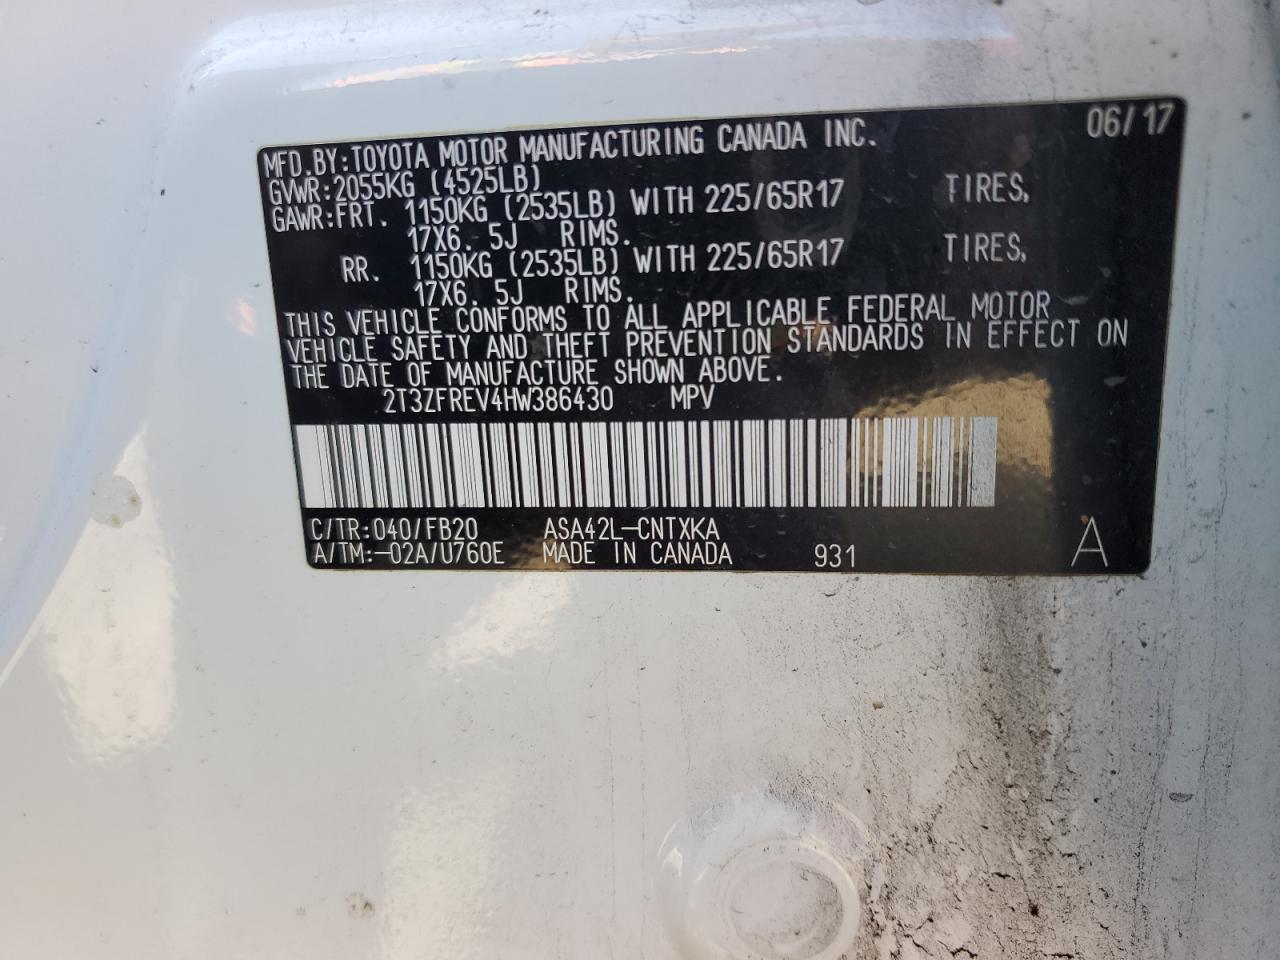 06/17
MFD.BY:TOYOTA MOTOR MANUFACTURING CANADA INC.
GVWR:2055KG (4525LB)
GAWR:FRT. 1150KG (2535LB) WITH 225/65R17 TIRES,
17X6. 5J RIMS.
RR. 1150KG (2535LB) WITH 225/65R17 TIRES,
17X6. 5J RIMS.
THIS VEHICLE CONFORMS TO ALL APPLICABLE FEDERAL MOTOR
VEHICLE SAFETY AND THEFT PREVENTION STANDARDS IN EFFECT ON
THE DATE OF MANUFACTURE SHOWN ABOVE.
2T3ZFREV4HW386430 MPV
C/TR:040/FB20 ASA42L-CNTXKA
A/TM:-02A/U760E MADE IN CANADA 931 A